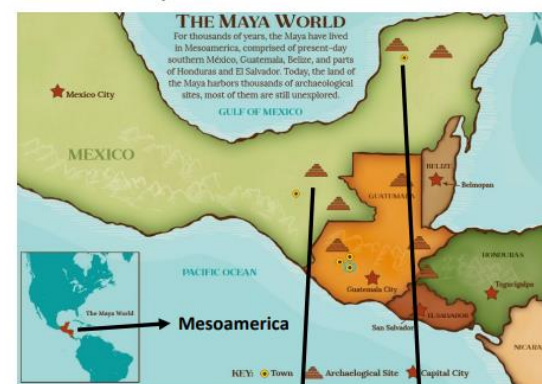 THE MAYA WORLD
For thousands of years, the Maya have lived
in Mesoamerica, comprised of present-day
southern México, Guatemala, Belize, and parts
of Honduras and El Salvador. Today, the land of
the Maya harbors thousands of archaeological
sites, most of them are still unexplored.
GULF OF MEXICO
Mexico City
MEXICO
BELIZE
Belmopan
GUATEMALA
HONDURAS
PACIFIC OCEAN
Guatemala City
Tegucigalpa
EL SALVADOR
San Salvador
The Maya World
Mesoamerica
NICARA
KEY: Town Archaelogical Site Capital City